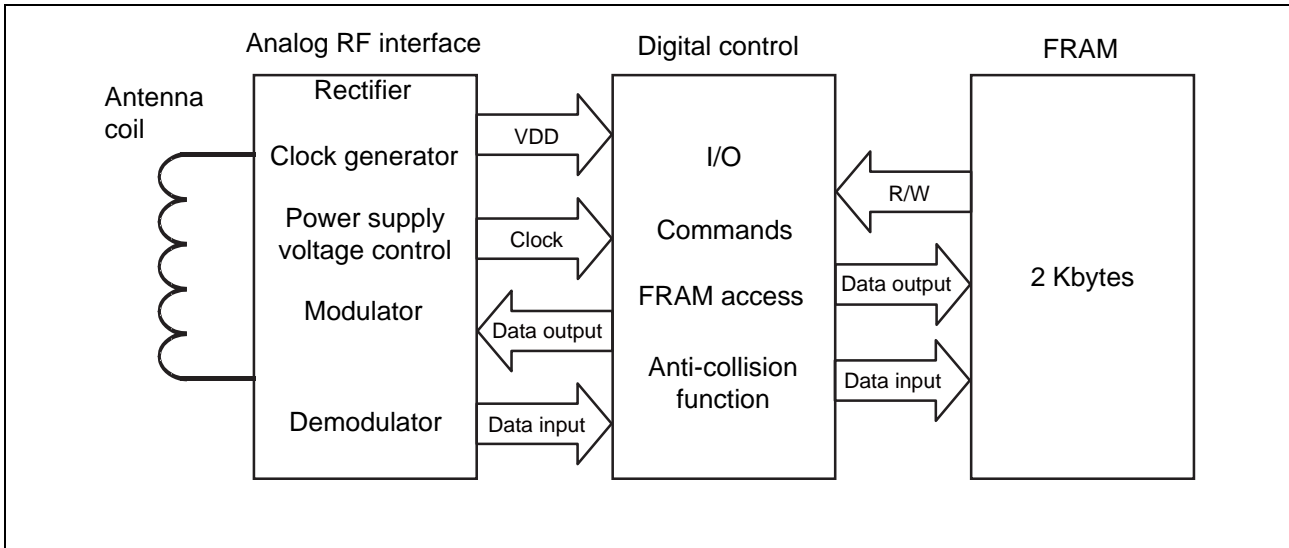 Analog RF interface
Digital control
FRAM
Antenna
coil
Rectifier
Clock generator
Power supply
voltage control
Modulator
Demodulator
VDD
Clock
Data output
Data input
I/O
Commands
FRAM access
Anti-collision
function
R/W
Data output
Data input
2 Kbytes